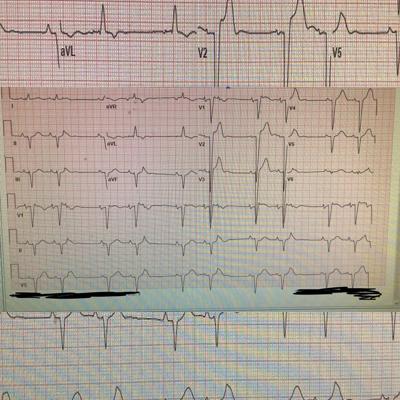 aVL V2 V5
I aVR V1 V4
II aVL V2 V5
III aVF V3 V6
V1
II
V5